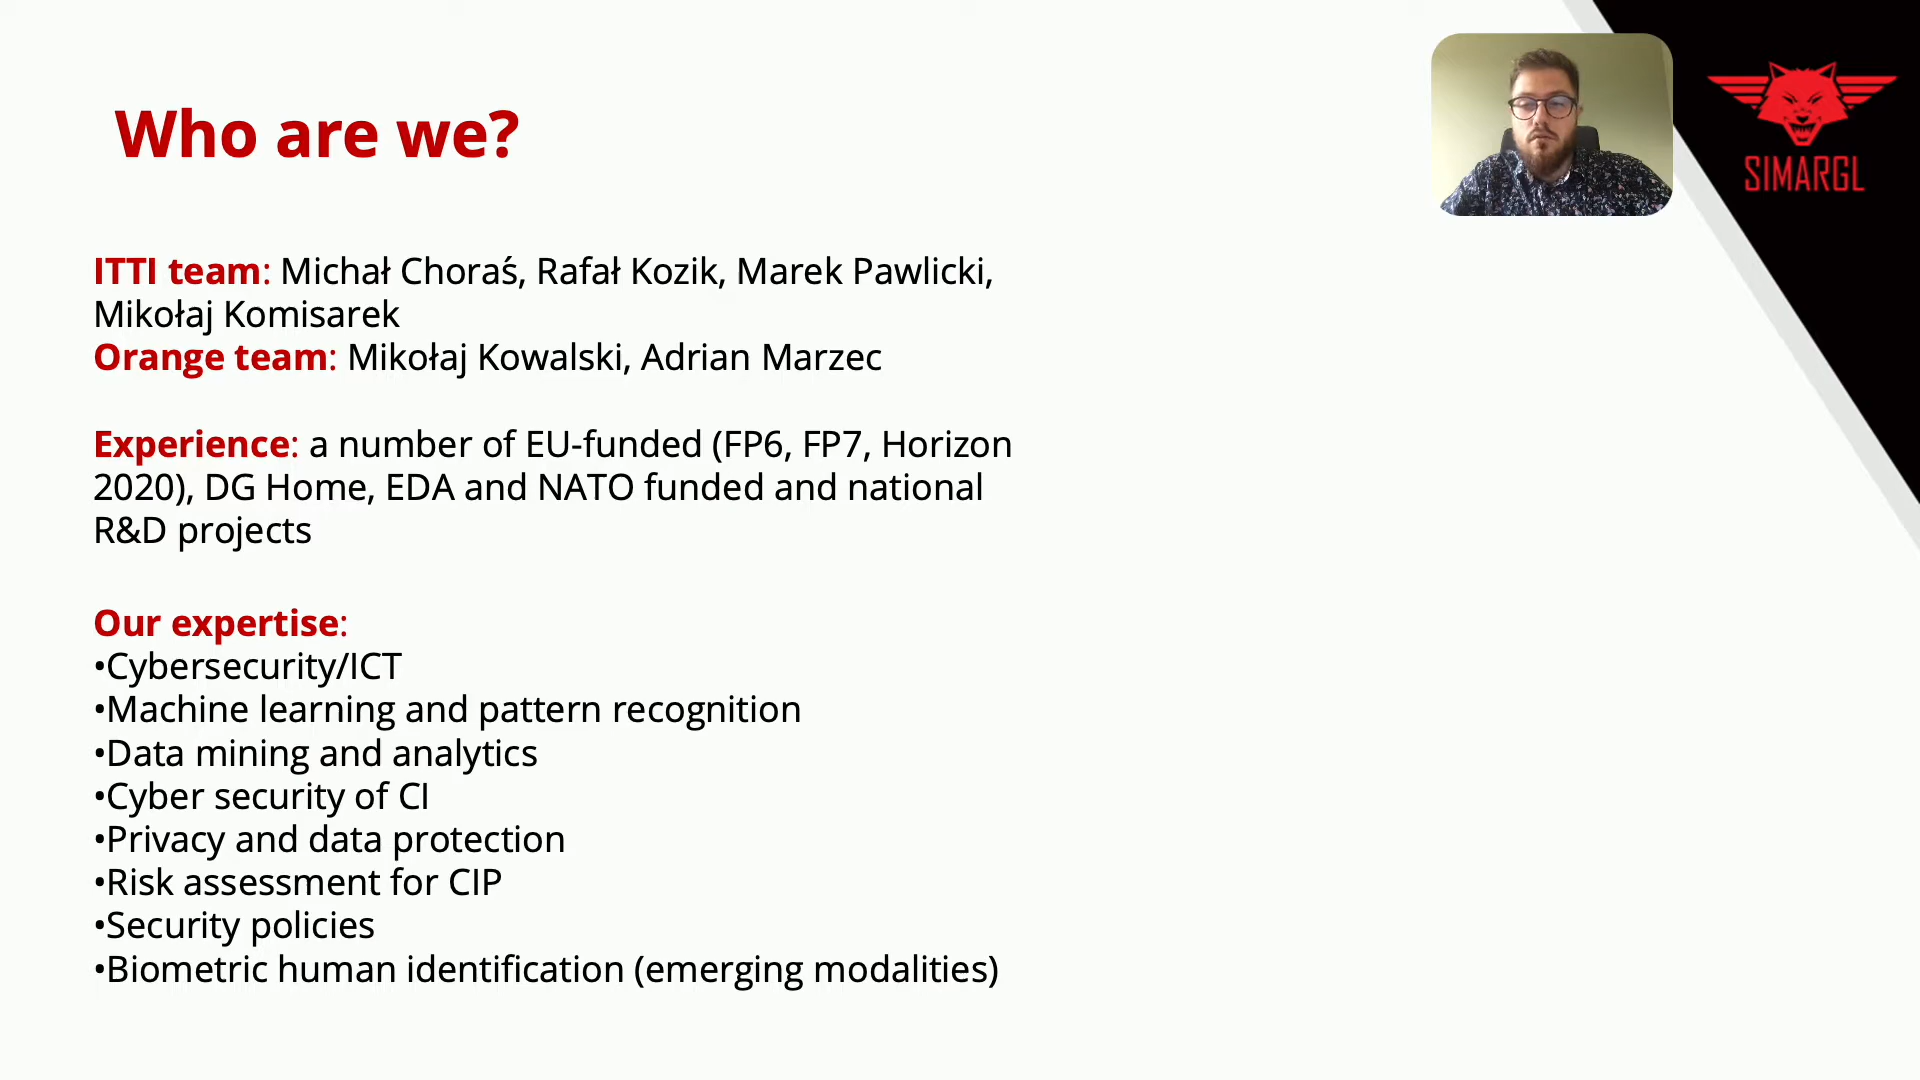 Who are we?
SIMARGL
ITTI team: Michał Choraś, Rafał Kozik, Marek Pawlicki,
Mikołaj Komisarek
Orange team: Mikołaj Kowalski, Adrian Marzec
Experience: a number of EU-funded (FP6, FP7, Horizon
2020), DG Home, EDA and NATO funded and national
R&D projects
Our expertise:
•Cybersecurity/ICT
•Machine learning and pattern recognition
•Data mining and analytics
•Cyber security of CI
•Privacy and data protection
•Risk assessment for CIP
•Security policies
•Biometric human identification (emerging modalities)